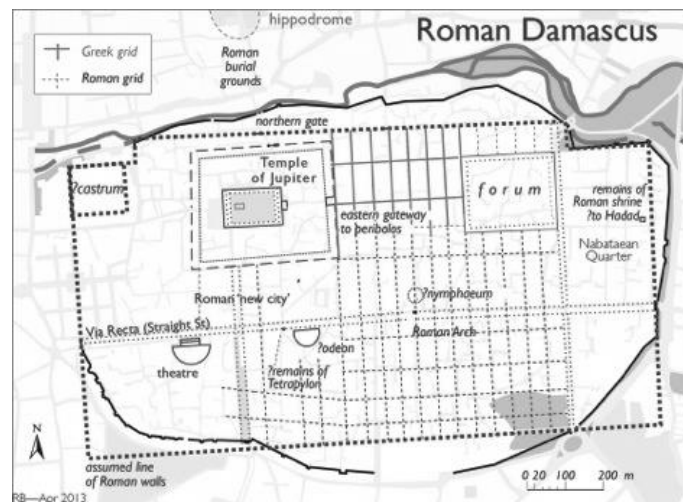 hippodrome
Roman Damascus
Greek grid
Roman grid
Roman
burial
grounds
northern gate
Temple
of Jupiter
?castrum
forum
remains of
Roman shrine
?to Hadad
eastern gateway
to peribolos
Nabataean
Quarter
Roman 'new city'
?nymphaeum
Via Recta (Straight St)
Roman Arch
?odeon
theatre
?remains of
Tetrapylon
N
assumed line
of Roman walls
0 20 100 200 m
RB—Apr 2013